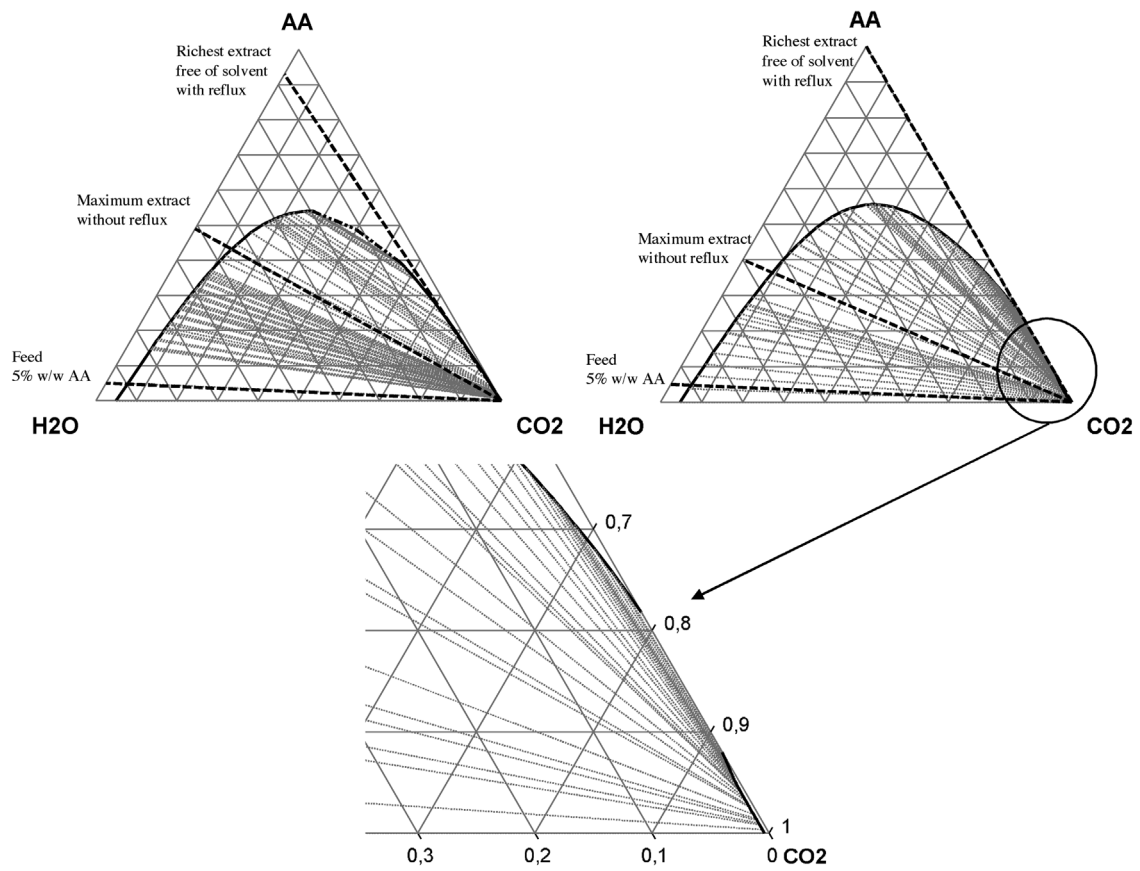 AA
Richest extract
free of solvent
with reflux
Maximum extract
without reflux
Feed
5% w/w AA
H2O
CO2
AA
Richest extract
free of solvent
with reflux
Maximum extract
without reflux
Feed
5% w/w AA
H2O
CO2
0,7
0,8
0,9
1
0,3
0,2
0,1
0 CO2